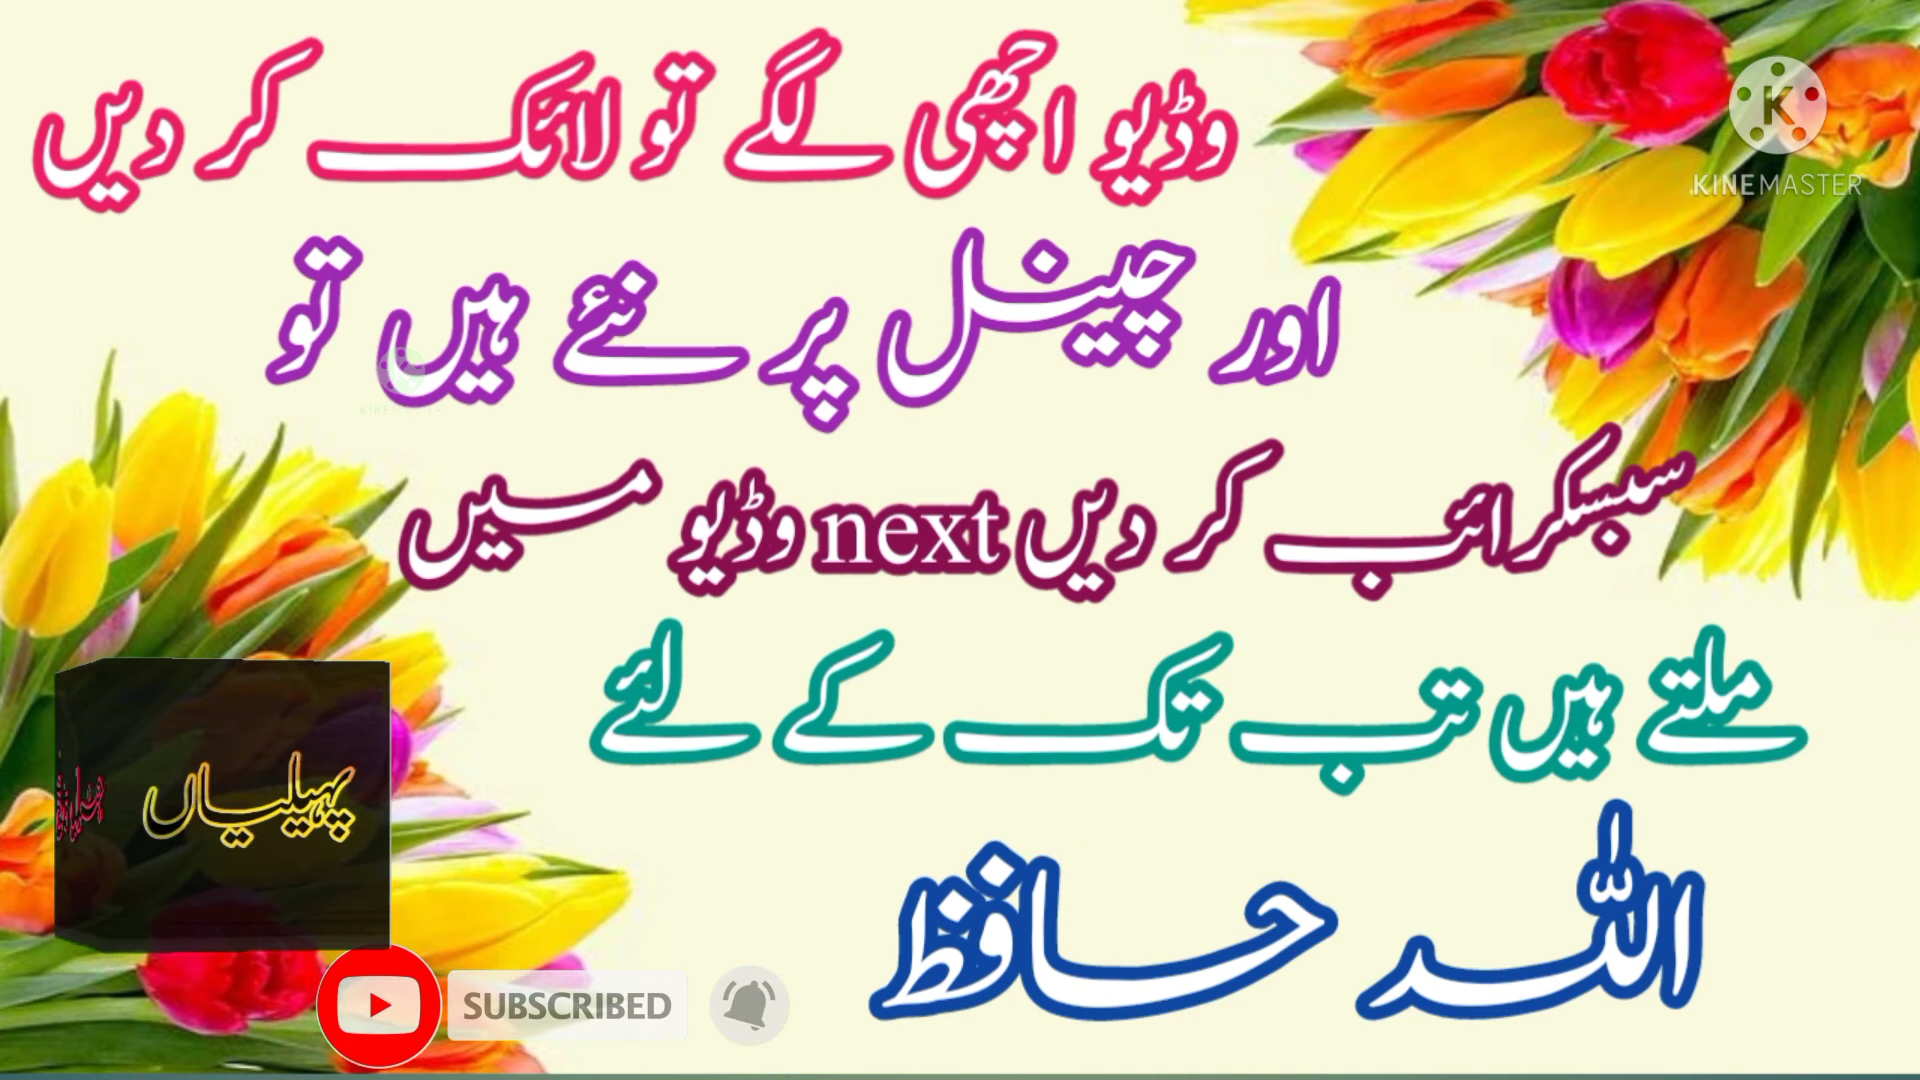 وڈیو اچھی لگے تو لائک کر دیں
KINEMASTER
اور چینل پر نئے ہیں تو
سبسکرائب کر دیں next وڈیو میں
ملتے ہیں تب تک کے لئے
پہیلیاں
اللہ حافظ
SUBSCRIBED